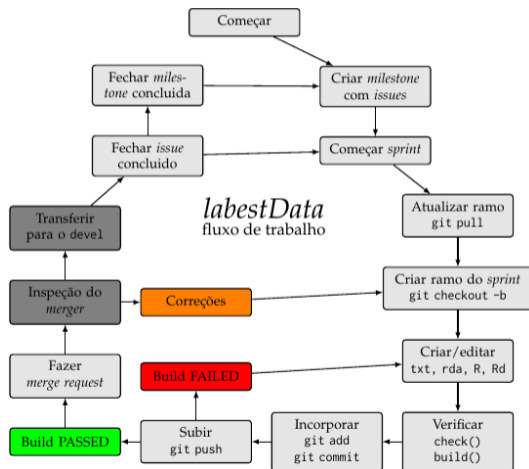 Começar
Fechar miles-
tone concluida
Criar milestone
com issues
Fechar issue
concluido
Começar sprint
labestData
fluxo de trabalho
Transferir
para o devel
Atualizar ramo
git pull
Inspeção do
merger
Correções
Criar ramo do sprint
git checkout -b
Fazer
merge request
Build FAILED
Criar/editar
txt, rda, R, Rd
Build PASSED
Subir
git push
Incorporar
git add
git commit
Verificar
check()
build()